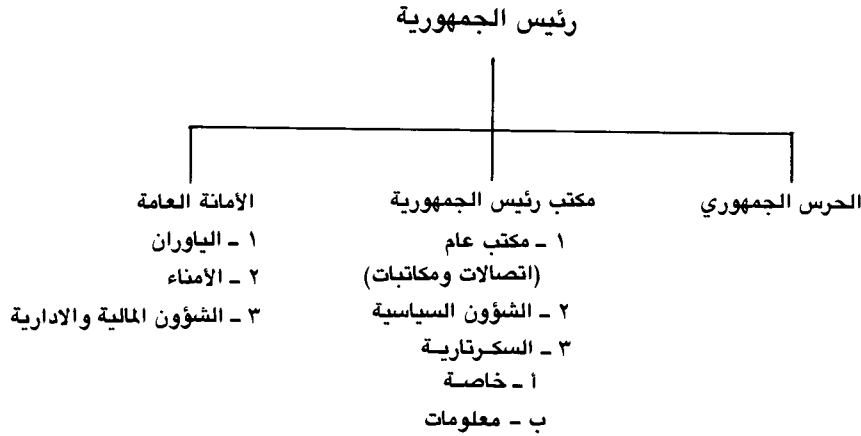 رئيس الجمهورية
الحرس الجمهوري
مكتب رئيس الجمهورية
١ - مكتب عام
(اتصالات ومكاتبات)
٢ - الشؤون السياسية
٣ - السكرتارية
أ - خاصة
ب - معلومات
الأمانة العامة
١ - الياوران
٢ - الأمناء
٣ - الشؤون المالية والادارية